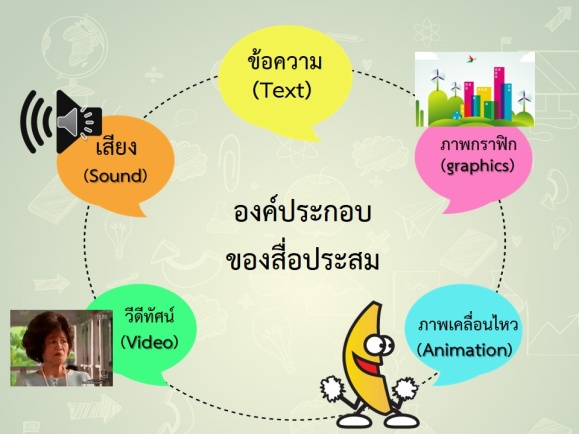 ข้อความ
(Text)
เสียง
(Sound)
ภาพกราฟิก
(graphics)
องค์ประกอบ
ของสื่อประสม
วีดีทัศน์
(Video)
ภาพเคลื่อนไหว
(Animation)